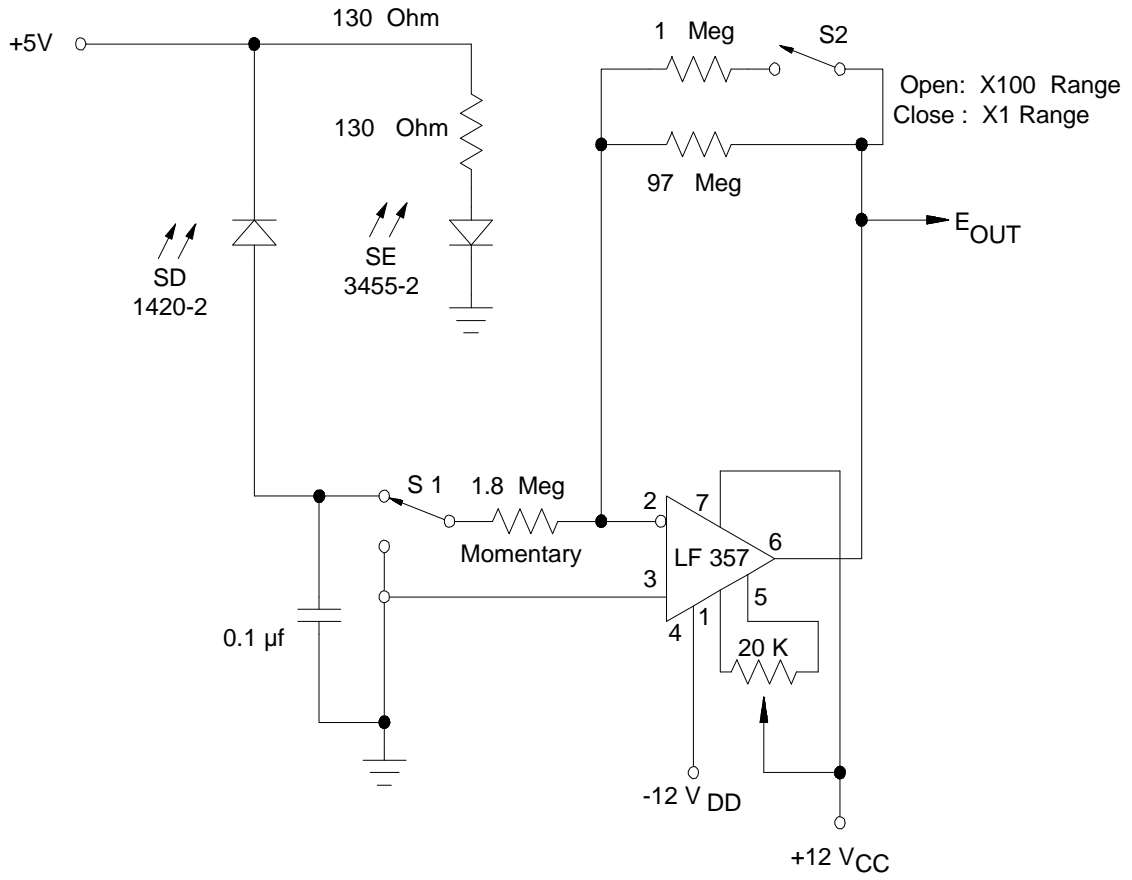 130 Ohm
+5V
1 Meg
S2
Open: X100 Range
Close : X1 Range
130 Ohm
97 Meg
E OUT
SD
1420-2
SE
3455-2
S 1
1.8 Meg
Momentary
2
7
LF 357
6
3
5
4
1
0.1 µf
20 K
-12 V DD
+12 V CC